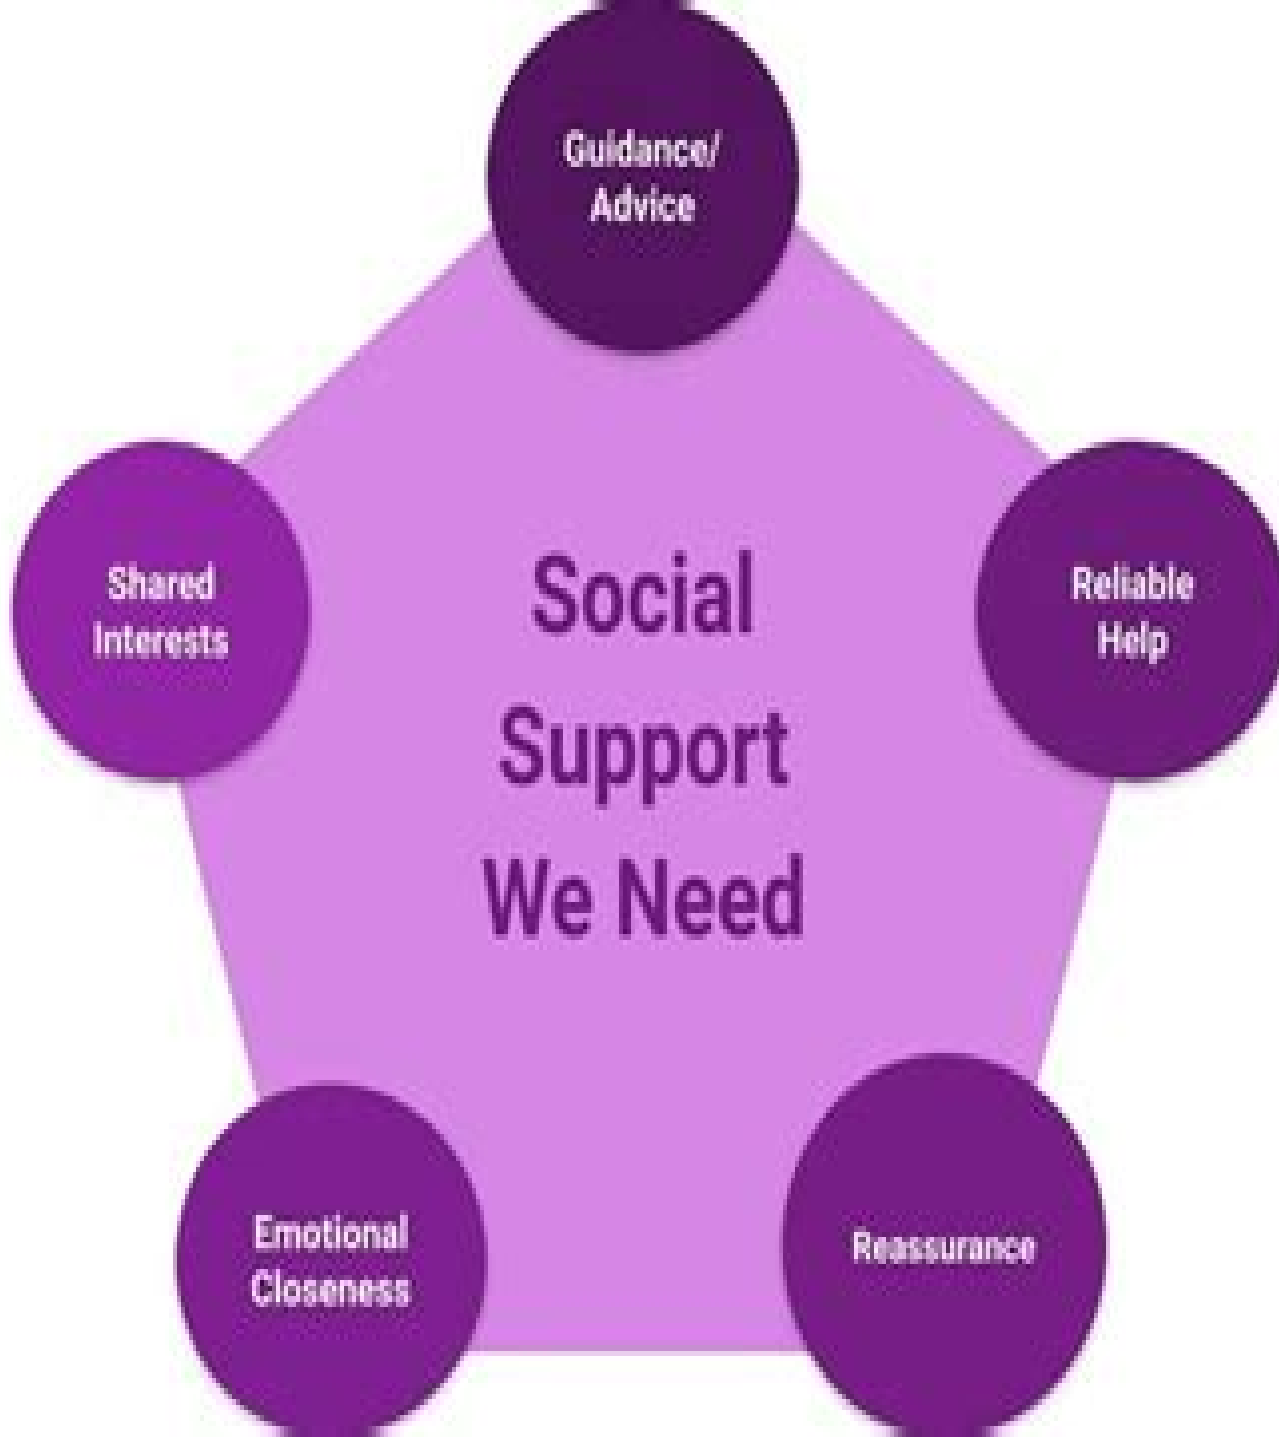 Guidance/
Advice
Shared
Interests
Reliable
Help
Social
Support
We Need
Emotional
Closeness
Reassurance